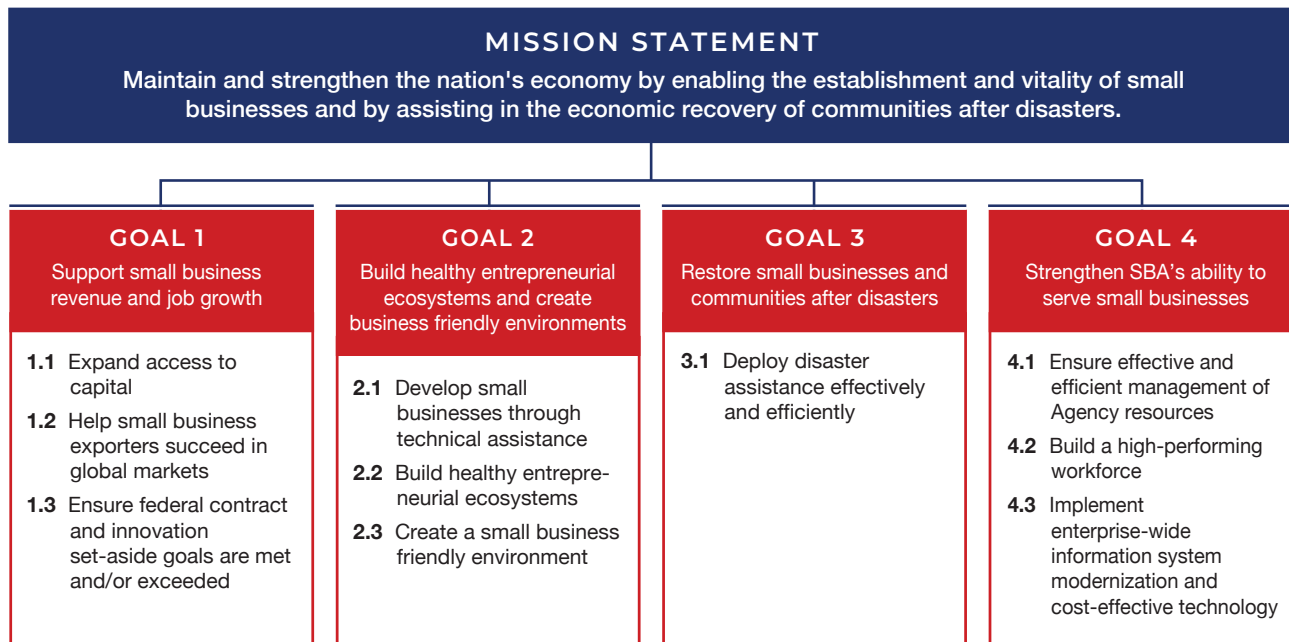 MISSION STATEMENT
Maintain and strengthen the nation's economy by enabling the establishment and vitality of small
businesses and by assisting in the economic recovery of communities after disasters.
GOAL 1
Support small business
revenue and job growth
1.1 Expand access to
capital
1.2 Help small business
exporters succeed in
global markets
1.3 Ensure federal contract
and innovation
set-aside goals are met
and/or exceeded
GOAL 2
Build healthy entrepreneurial
ecosystems and create
business friendly environments
2.1 Develop small
businesses through
technical assistance
2.2 Build healthy entrepre-
neurial ecosystems
2.3 Create a small business
friendly environment
GOAL 3
Restore small businesses and
communities after disasters
3.1 Deploy disaster
assistance effectively
and efficiently
GOAL 4
Strengthen SBA’s ability to
serve small businesses
4.1 Ensure effective and
efficient management of
Agency resources
4.2 Build a high-performing
workforce
4.3 Implement
enterprise-wide
information system
modernization and
cost-effective technology